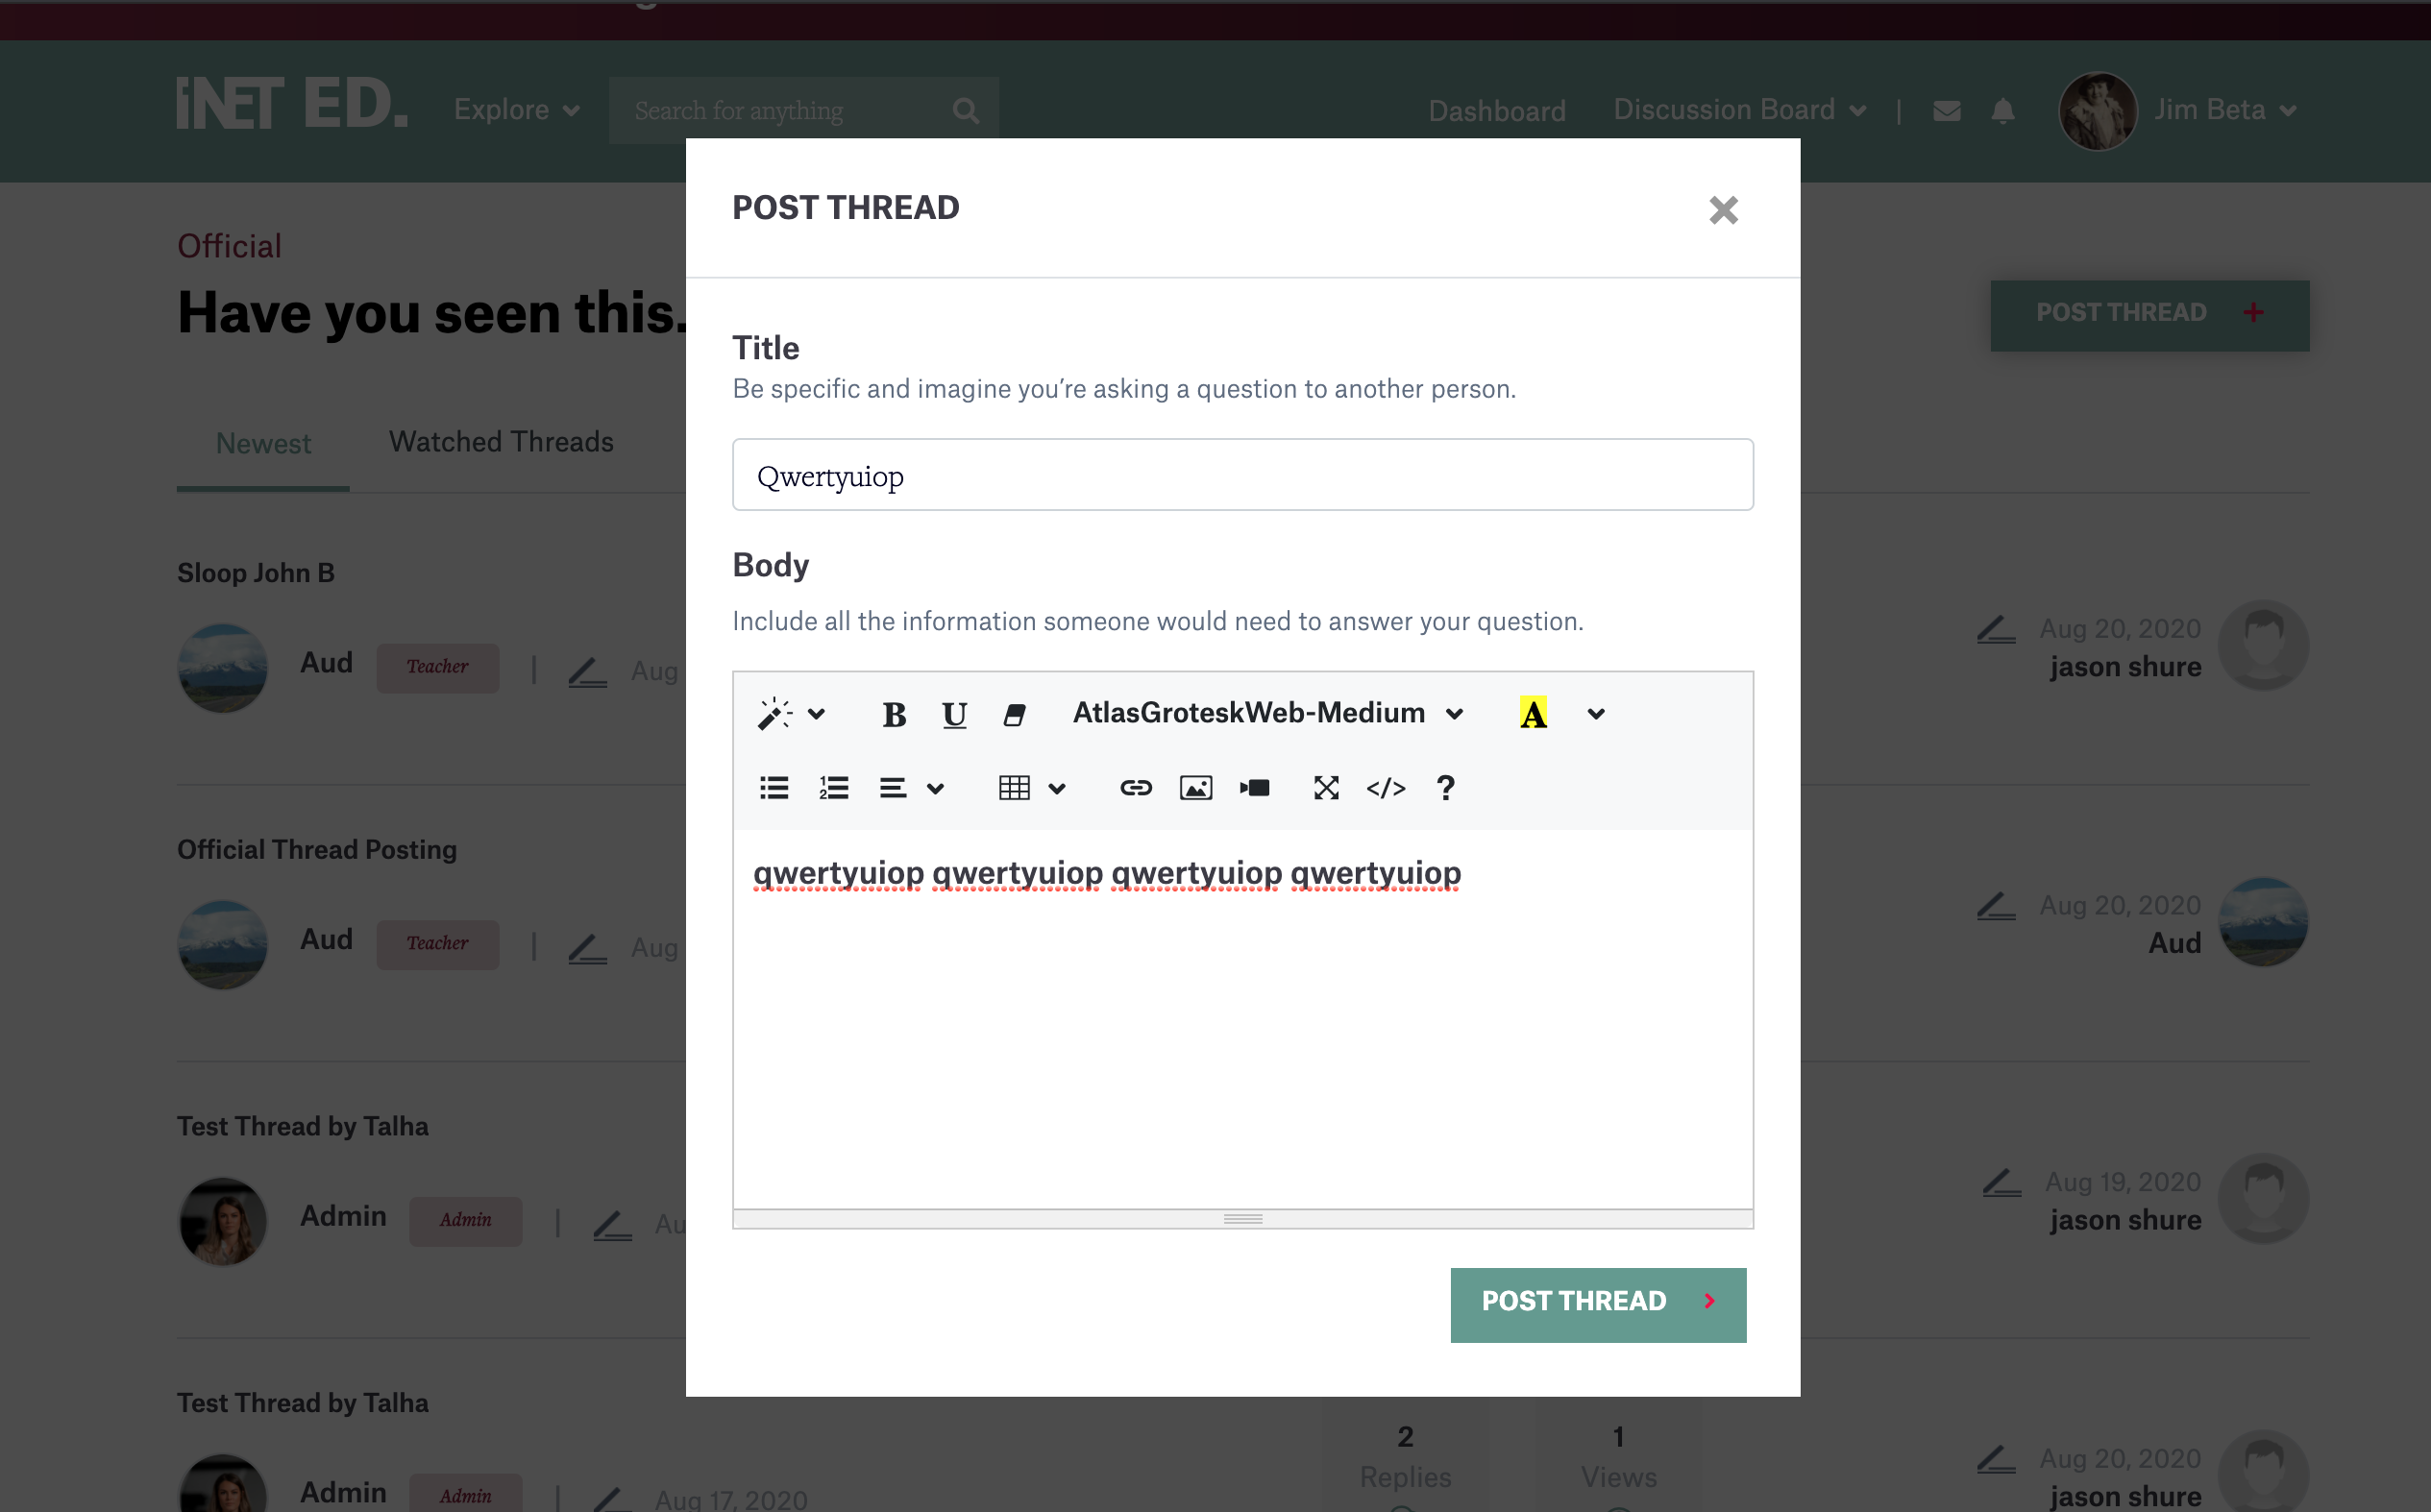 iNET ED.
Explore
Search for anything
Dashboard
Discussion Board
|
Jim Beta
Official
Have you seen this.
POST THREAD +
Newest
Watched Threads
POST THREAD
Title
Be specific and imagine you’re asking a question to another person.
Qwertyuiop
Body
Include all the information someone would need to answer your question.
B U AtlasGroteskWeb-Medium A
</> ?
qwertyuiop qwertyuiop qwertyuiop qwertyuiop
POST THREAD >
Sloop John B
Aud Teacher | Aug
Aug 20, 2020
jason shure
Official Thread Posting
Aud Teacher | Aug
Aug 20, 2020
Aud
Test Thread by Talha
Admin Admin | Au
Aug 19, 2020
jason shure
Test Thread by Talha
Admin Admin | Aug 17, 2020
2
Replies
1
Views
Aug 20, 2020
jason shure